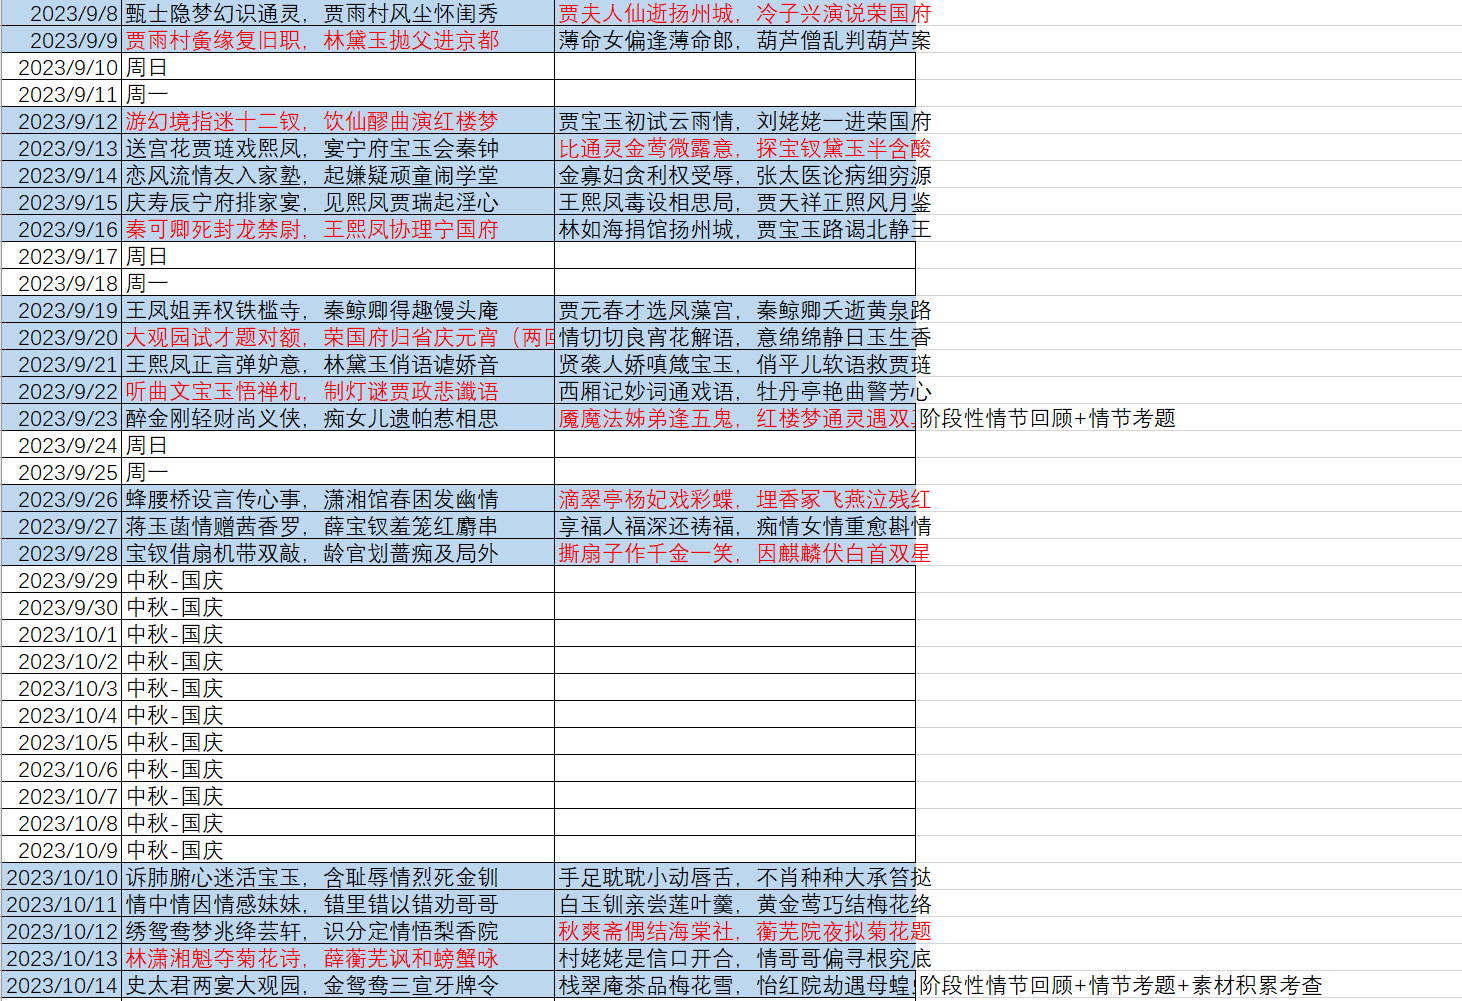 2023/9/8 甄士隐梦幻识通灵，贾雨村风尘怀闺秀 贾夫人仙逝扬州城，冷子兴演说荣国府
2023/9/9 贾雨村夤缘复旧职，林黛玉抛父进京都 薄命女偏逢薄命郎，葫芦僧乱判葫芦案
2023/9/10 周日
2023/9/11 周一
2023/9/12 游幻境指迷十二钗，饮仙醪曲演红楼梦 贾宝玉初试云雨情，刘姥姥一进荣国府
2023/9/13 送宫花贾琏戏熙凤，宴宁府宝玉会秦钟 比通灵金莺微露意，探宝钗黛玉半含酸
2023/9/14 恋风流情友入家塾，起嫌疑顽童闹学堂 金寡妇贪利权受辱，张太医论病细穷源
2023/9/15 庆寿辰宁府排家宴，见熙凤贾瑞起淫心 王熙凤毒设相思局，贾天祥正照风月鉴
2023/9/16 秦可卿死封龙禁尉，王熙凤协理宁国府 林如海捐馆扬州城，贾宝玉路谒北静王
2023/9/17 周日
2023/9/18 周一
2023/9/19 王凤姐弄权铁槛寺，秦鲸卿得趣馒头庵 贾元春才选凤藻宫，秦鲸卿夭逝黄泉路
2023/9/20 大观园试才题对额，荣国府归省庆元宵（两回 情切切良宵花解语，意绵绵静日玉生香
2023/9/21 王熙凤正言弹妒意，林黛玉俏语谑娇音 贤袭人娇嗔箴宝玉，俏平儿软语救贾琏
2023/9/22 听曲文宝玉悟禅机，制灯谜贾政悲谶语 西厢记妙词通戏语，牡丹亭艳曲警芳心
2023/9/23 醉金刚轻财尚义侠，痴女儿遗帕惹相思 魇魔法姊弟逢五鬼，红楼梦通灵遇双 阶段性情节回顾+情节考题
2023/9/24 周日
2023/9/25 周一
2023/9/26 蜂腰桥设言传心事，潇湘馆春困发幽情 滴翠亭杨妃戏彩蝶，埋香冢飞燕泣残红
2023/9/27 蒋玉菡情赠茜香罗，薛宝钗羞笼红麝串 享福人福深还祷福，痴情女情重愈斟情
2023/9/28 宝钗借扇机带双敲，龄官划蔷痴及局外 撕扇子作千金一笑，因麒麟伏白首双星
2023/9/29 中秋-国庆
2023/9/30 中秋-国庆
2023/10/1 中秋-国庆
2023/10/2 中秋-国庆
2023/10/3 中秋-国庆
2023/10/4 中秋-国庆
2023/10/5 中秋-国庆
2023/10/6 中秋-国庆
2023/10/7 中秋-国庆
2023/10/8 中秋-国庆
2023/10/9 中秋-国庆
2023/10/10 诉肺腑心迷活宝玉，含耻辱情烈死金钏 手足耽耽小动唇舌，不肖种种大承笞挞
2023/10/11 情中情因情感妹妹，错里错以错劝哥哥 白玉钏亲尝莲叶羹，黄金莺巧结梅花络
2023/10/12 绣鸳鸯梦兆绛芸轩，识分定情悟梨香院 秋爽斋偶结海棠社，蘅芜院夜拟菊花题
2023/10/13 林潇湘魁夺菊花诗，薛蘅芜讽和螃蟹咏 村姥姥是信口开合，情哥哥偏寻根究底
2023/10/14 史太君两宴大观园，金鸳鸯三宣牙牌令 栈翠庵茶品梅花雪，怡红院劫遇母蝗 阶段性情节回顾+情节考题+素材积累考查